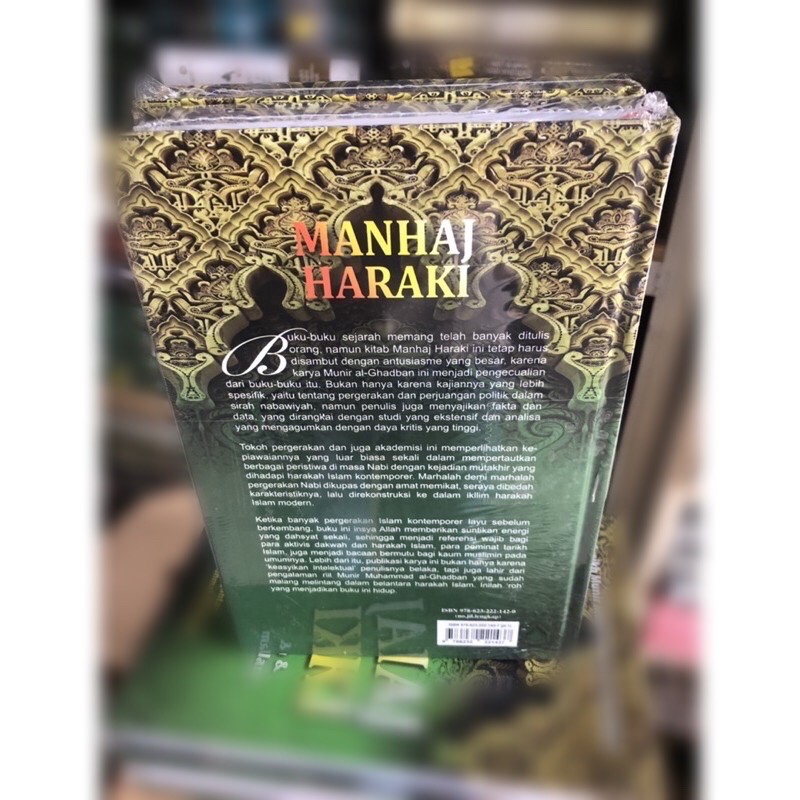 MANHAJ
HARAKI
Buku-buku sejarah memang telah banyak ditulis
orang, namun kitab Manhaj Haraki ini tetap harus
disambut dengan antusiasme yang besar, karena
karya Munir al-Ghadban ini menjadi pengecualian
dari buku-buku itu. Bukan hanya karena kajiannya yang lebih
spesifik, yaitu tentang pergerakan dan perjuangan politik dalam
sirah nabawiyah, namun penulis juga menyajikan fakta dan
data, yang dirangkai dengan studi yang ekstensif dan analisa
yang mengagumkan dengan daya kritis yang tinggi.
Tokoh pergerakan dan juga akademisi ini memperlihatkan ke-
piawaiannya yang luar biasa sekali dalam mempertautkan
berbagai peristiwa di masa Nabi dengan kejadian mutakhir yang
dihadapi harakah Islam kontemporer. Marhalah demi marhalah
pergerakan Nabi dikupas dengan amat memikat, seraya dibedah
karakteristiknya, lalu direkonstruksi ke dalam iklim harakah
Islam modern.
Ketika banyak pergerakan Islam kontemporer layu sebelum
berkembang, buku ini insya Allah memberikan suntikan energi
yang dahsyat sekali, sehingga menjadi referensi wajib bagi
para aktivis dakwah dan harakah Islam, para peminat tarikh
Islam, juga menjadi bacaan bermutu bagi kaum muslimin pada
umumnya. Lebih dari itu, publikasi karya ini bukan hanya karena
'keasyikan intelektual' penulisnya belaka, tapi juga lahir dari
pengalaman riil Munir Muhammad al-Ghadban yang sudah
malang melintang dalam belantara harakah Islam. Inilah 'roh'
yang menjadikan buku ini hidup.
ISBN 978-623-222-142-0
<no.jil.lengkap>